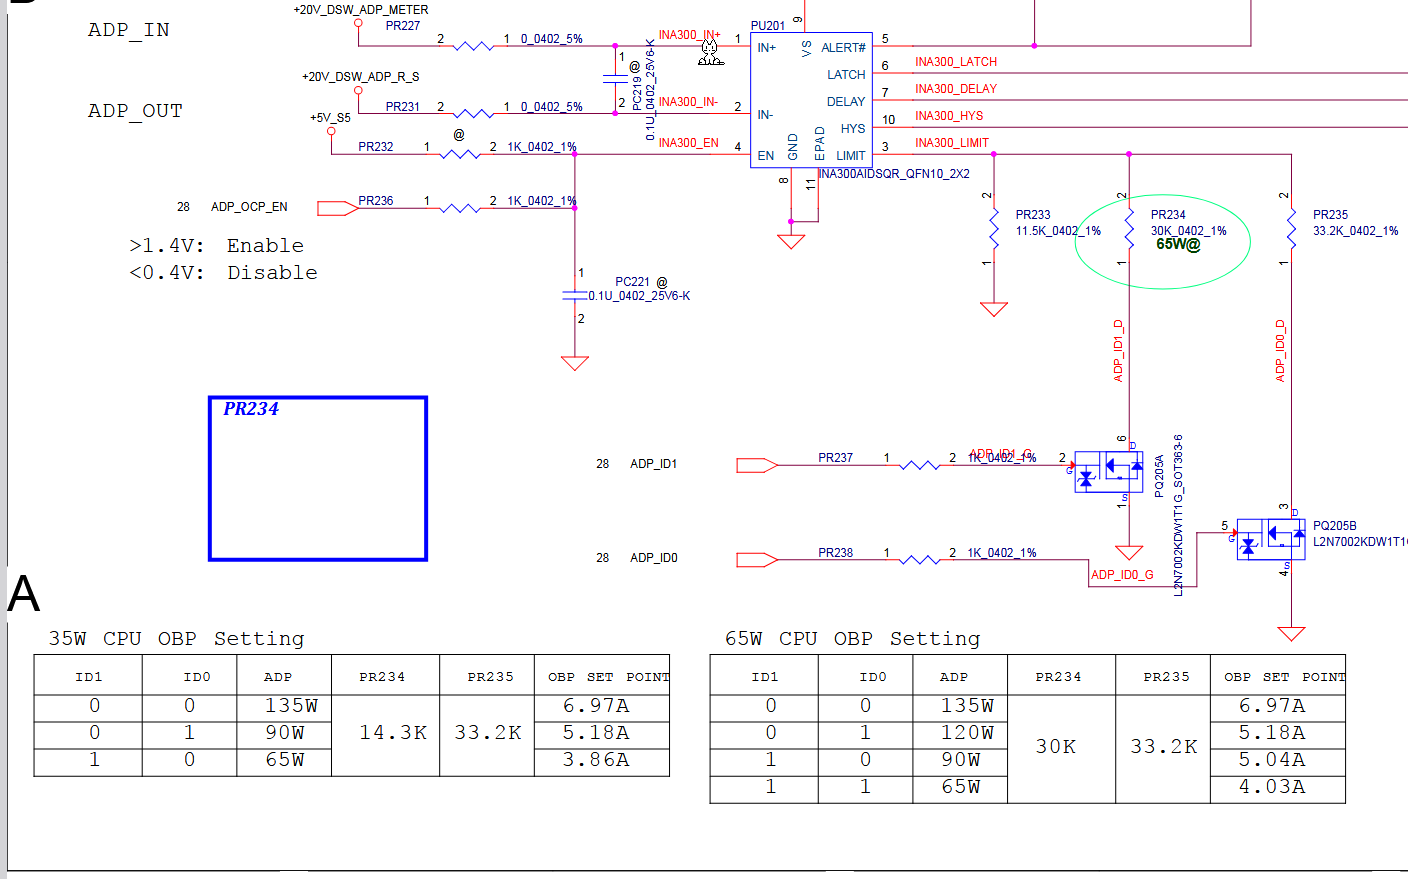 +20V_DSW_ADP_METER
ADP_IN
PR227
2
1
0_0402_5%
INA300_IN+
1
@
PC219
0.1U_0402_25V6-K
2
+20V_DSW_ADP_R_S
ADP_OUT
PR231
2
1
0_0402_5%
INA300_IN-
+5V_S5
@
PR232
1
2
1K_0402_1%
INA300_EN
28
ADP_OCP_EN
PR236
1
2
1K_0402_1%
>1.4V: Enable
<0.4V: Disable
1
PC221 @
0.1U_0402_25V6-K
2
PU201
9
1
IN+
VS
ALERT#
5
LATCH
6
INA300_LATCH
DELAY
7
INA300_DELAY
2
IN-
HYS
10
INA300_HYS
4
EN
GND
EPAD
LIMIT
3
INA300_LIMIT
8
11
INA300AIDSQR_QFN10_2X2
2
PR233
11.5K_0402_1%
1
2
PR234
30K_0402_1%
65W@
1
2
PR235
33.2K_0402_1%
1
ADP_ID1_D
ADP_ID0_D
PR234
28
ADP_ID1
PR237
1
2
1K_0402_1%
ADP_ID1_G
2
G
6
D
S
1
PQ205A
L2N7002KDW1T1G_SOT363-6
28
ADP_ID0
PR238
1
2
1K_0402_1%
ADP_ID0_G
5
G
3
D
S
4
PQ205B
L2N7002KDW1T1
A
35W CPU OBP Setting
ID1 ID0 ADP PR234 PR235 OBP SET POINT
0 0 135W 14.3K 33.2K 6.97A
0 1 90W 5.18A
1 0 65W 3.86A
65W CPU OBP Setting
ID1 ID0 ADP PR234 PR235 OBP SET POINT
0 0 135W 30K 33.2K 6.97A
0 1 120W 5.18A
1 0 90W 5.04A
1 1 65W 4.03A